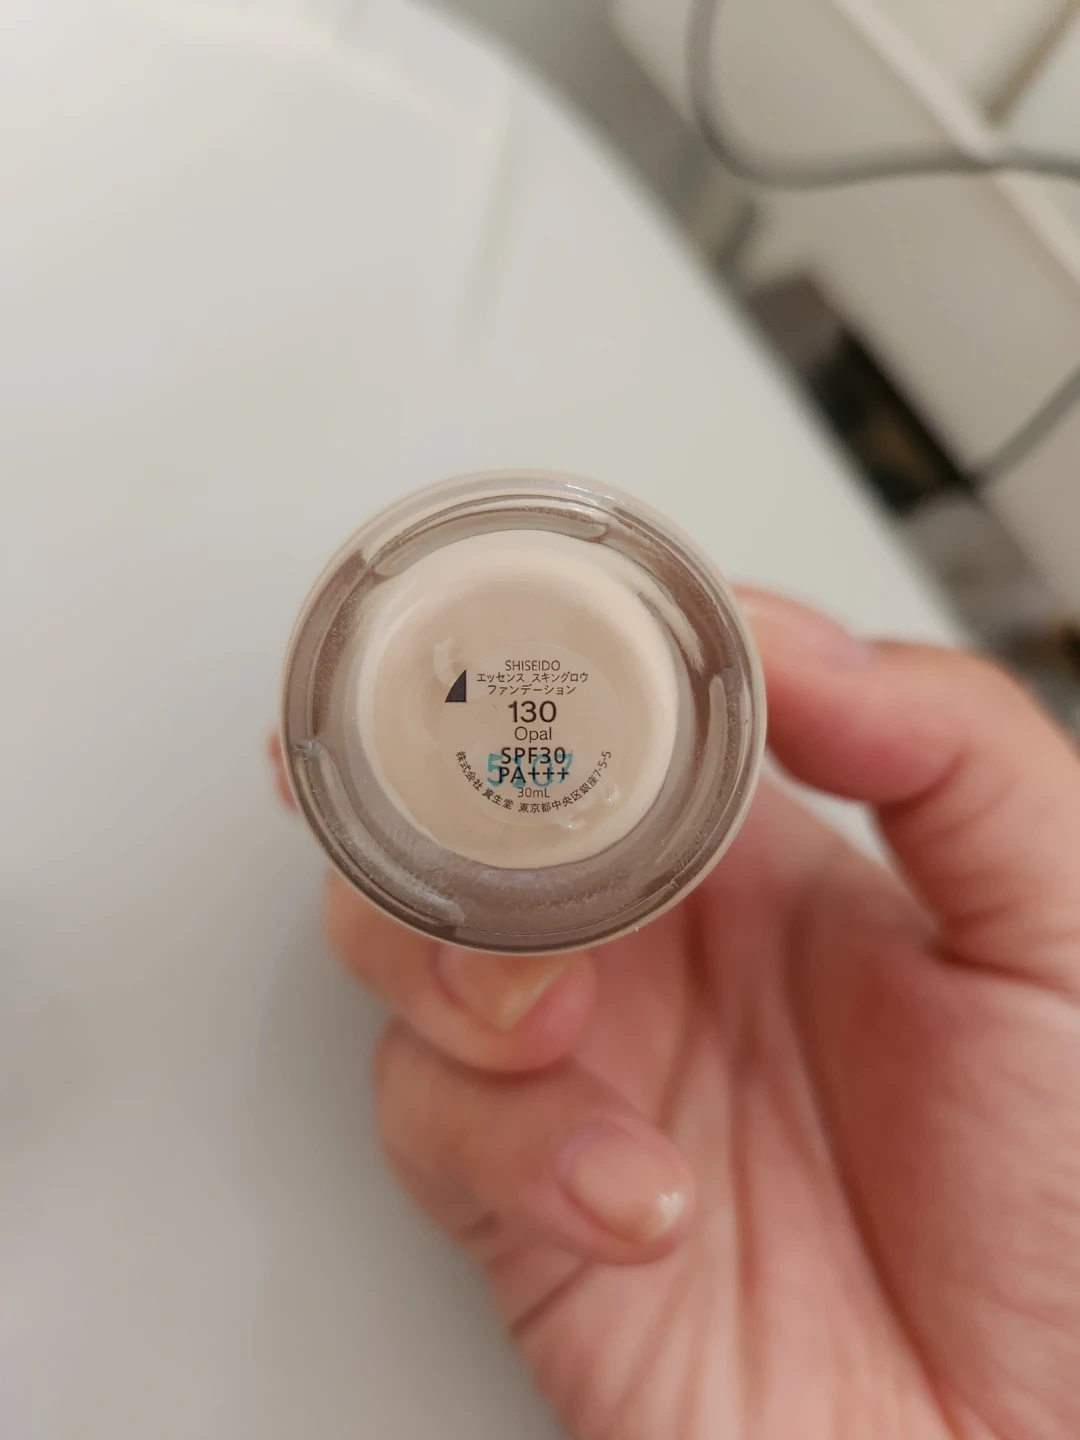 SHISEIDO
エッセンス スキングロウ
ファンデーション
130
Opal
SPF30
PA+++
30mL
株式会社 資生堂 東京都中央区銀座7-5-5
5107